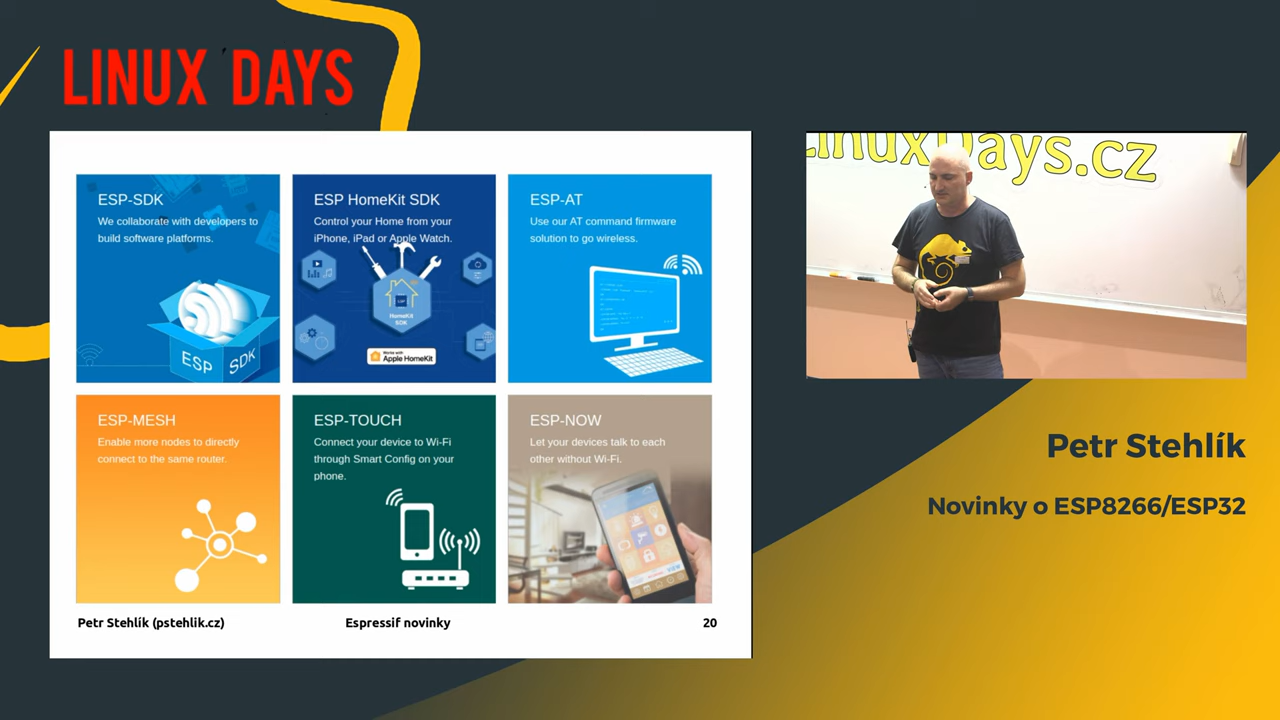 LINUX DAYS
ESP-SDK
We collaborate with developers to
build software platforms.
ESP SDK
ESP HomeKit SDK
Control your Home from your
iPhone, iPad or Apple Watch.
HomeKit
SDK
Works with
Apple HomeKit
ESP-AT
Use our AT command firmware
solution to go wireless.
ESP-MESH
Enable more nodes to directly
connect to the same router.
ESP-TOUCH
Connect your device to Wi-Fi
through Smart Config on your
phone.
ESP-NOW
Let your devices talk to each
other without Wi-Fi.
Petr Stehlík (pstehlik.cz)
Espressif novinky
20
LinuxDays.cz
Petr Stehlík
Novinky o ESP8266/ESP32